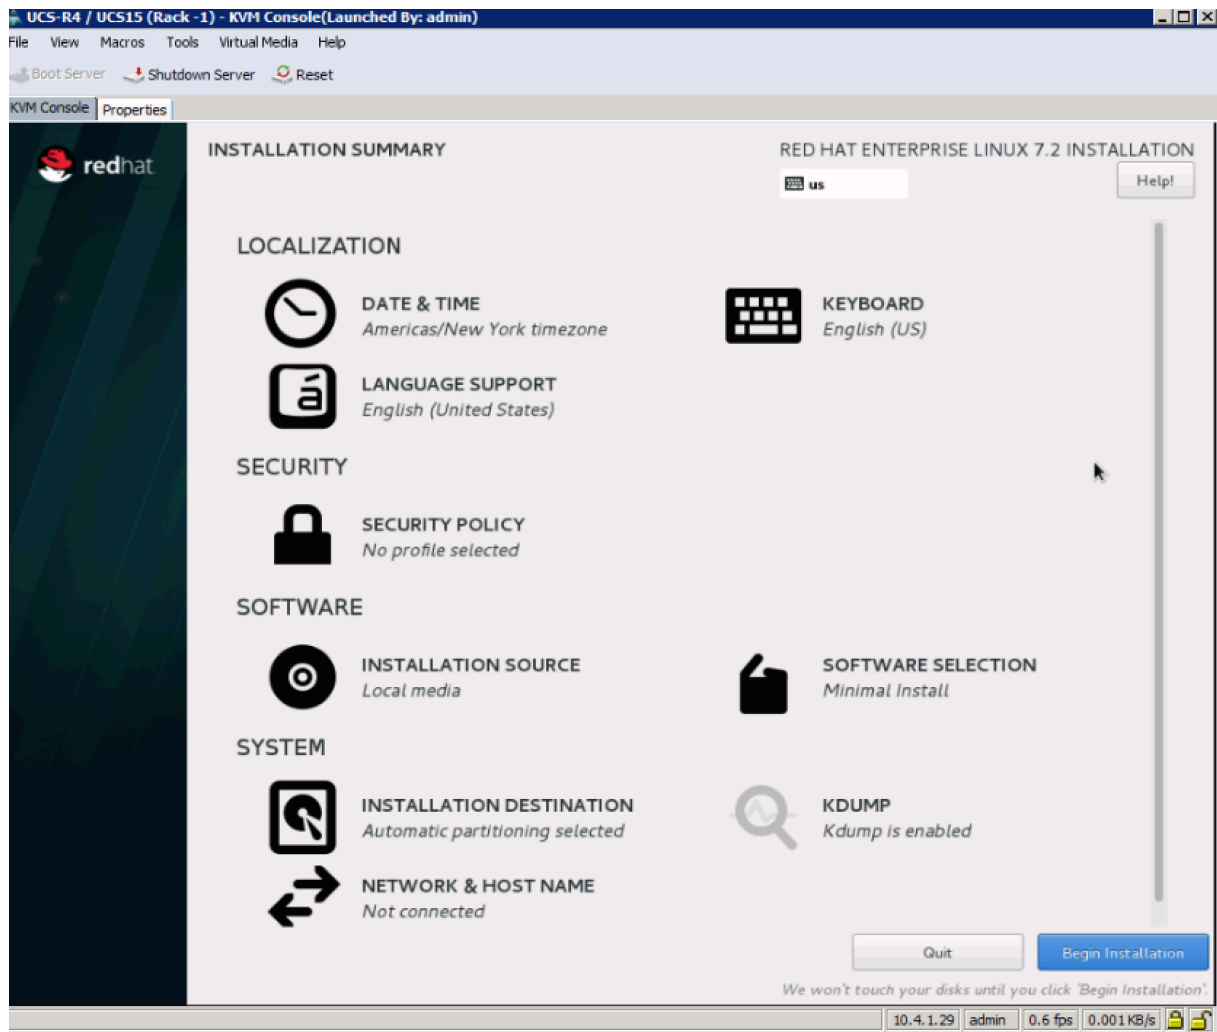 UCS-R4 / UCS15 (Rack -1) - KVM Console(Launched By: admin)
File View Macros Tools Virtual Media Help
Boot Server Shutdown Server Reset
KVM Console Properties
redhat.
INSTALLATION SUMMARY
RED HAT ENTERPRISE LINUX 7.2 INSTALLATION
us
Help!
LOCALIZATION
DATE & TIME
Americas/New York timezone
KEYBOARD
English (US)
á
LANGUAGE SUPPORT
English (United States)
SECURITY
SECURITY POLICY
No profile selected
SOFTWARE
INSTALLATION SOURCE
Local media
SOFTWARE SELECTION
Minimal Install
SYSTEM
INSTALLATION DESTINATION
Automatic partitioning selected
KDUMP
Kdump is enabled
NETWORK & HOST NAME
Not connected
Quit Begin Installation
We won't touch your disks until you click 'Begin Installation'.
10.4.1.29 admin 0.6 fps 0.001 KB/s